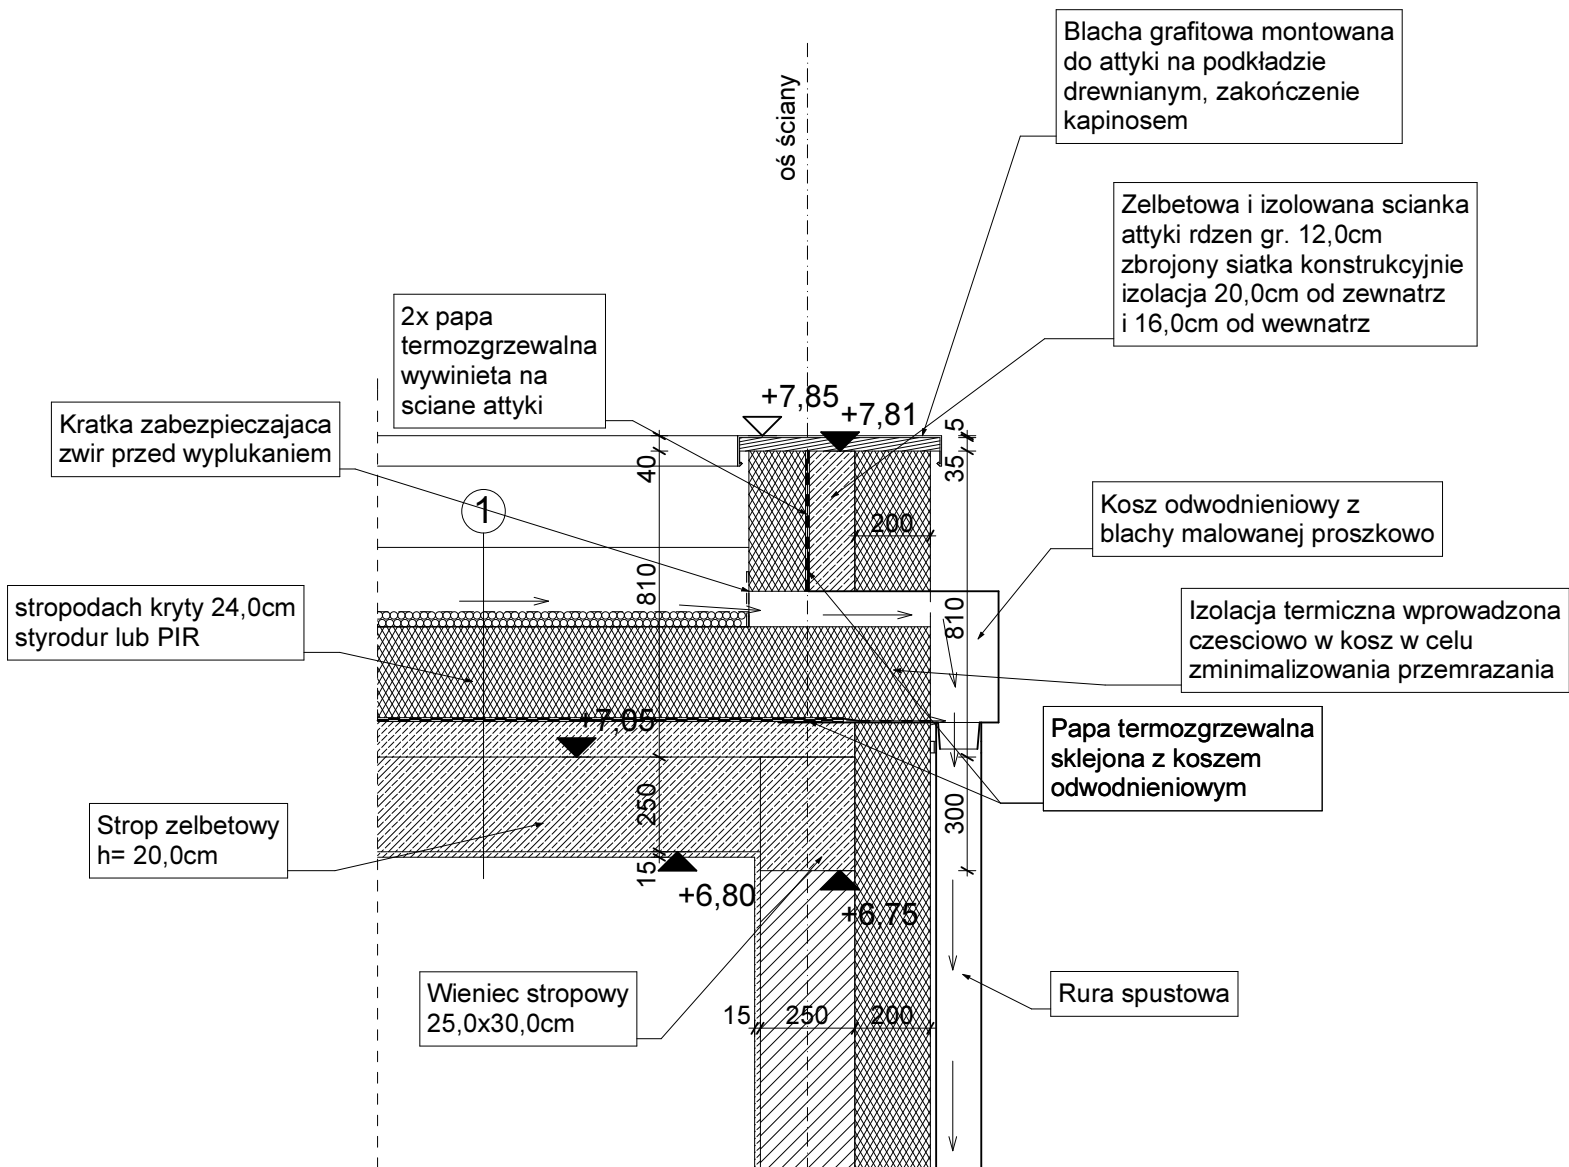 Blacha grafitowa montowana
do attyki na podkładzie
drewnianym, zakończenie
kapinosem
oś ściany
Zelbetowa i izolowana scianka
attyki rdzen gr. 12,0cm
zbrojony siatka konstrukcyjnie
izolacja 20,0cm od zewnatrz
i 16,0cm od wewnatrz
2x papa
termozgrzewalna
wywinieta na
sciane attyki
Kratka zabezpieczajaca
zwir przed wyplukaniem
+7,85
+7,81
5
40
35
1
200
Kosz odwodnieniowy z
blachy malowanej proszkowo
810
810
stropodach kryty 24,0cm
styrodur lub PIR
Izolacja termiczna wprowadzona
czesciowo w kosz w celu
zminimalizowania przemrazania
+7,05
Papa termozgrzewalna
sklejona z koszem
odwodnieniowym
250
300
Strop zelbetowy
h= 20,0cm
15
+6,80
+6,75
Wieniec stropowy
25,0x30,0cm
15 250 200
Rura spustowa